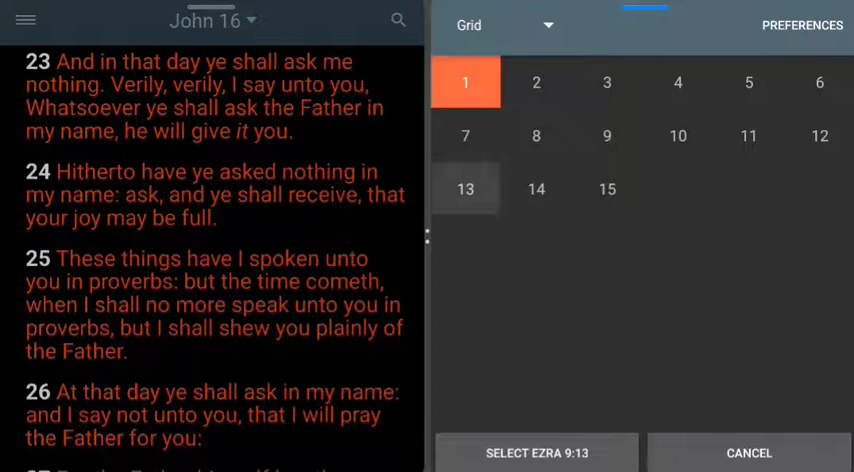 John 16
23 And in that day ye shall ask me
nothing. Verily, verily, I say unto you,
Whatsoever ye shall ask the Father in
my name, he will give it you.
24 Hitherto have ye asked nothing in
my name: ask, and ye shall receive, that
your joy may be full.
25 These things have I spoken unto
you in proverbs: but the time cometh,
when I shall no more speak unto you in
proverbs, but I shall shew you plainly of
the Father.
26 At that day ye shall ask in my name:
and I say not unto you, that I will pray
the Father for you:
Grid
PREFERENCES
1 2 3 4 5 6
7 8 9 10 11 12
13 14 15
SELECT EZRA 9:13
CANCEL